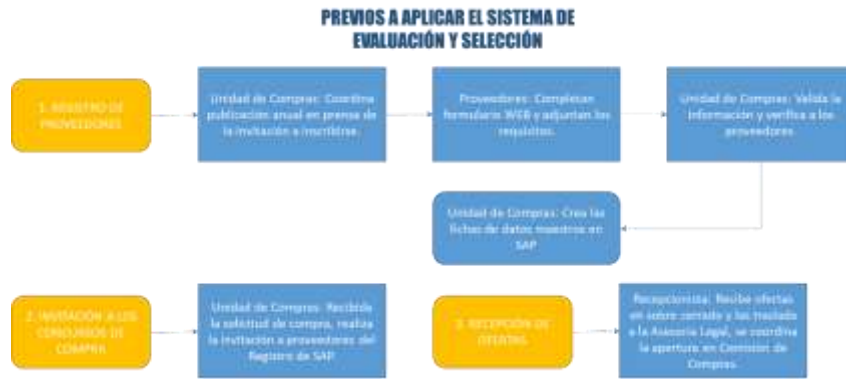 PREVIOS A APLICAR EL SISTEMA DE
EVALUACIÓN Y SELECCIÓN
1. REGISTRO DE
PROVEEDORES
Unidad de Compras: Coordina
publicación anual en prensa de
la invitación a inscribirse.
Proveedores: Completan
formulario WEB y adjuntan los
requisitos.
Unidad de Compras: Valida la
información y verifica a los
proveedores.
Unidad de Compras: Crea las
fichas de datos maestros en
SAP
2. INVITACIÓN A LOS
CONCURSOS DE
COMPRA
Unidad de Compras: Recibida
la solicitud de compra, realiza
la invitación a proveedores del
Registro de SAP
3. RECEPCIÓN DE
OFERTAS
Recepcionista: Recibe ofertas
en sobre cerrado y las traslada
a la Asesoría Legal, se coordina
la apertura en Comisión de
Compras.